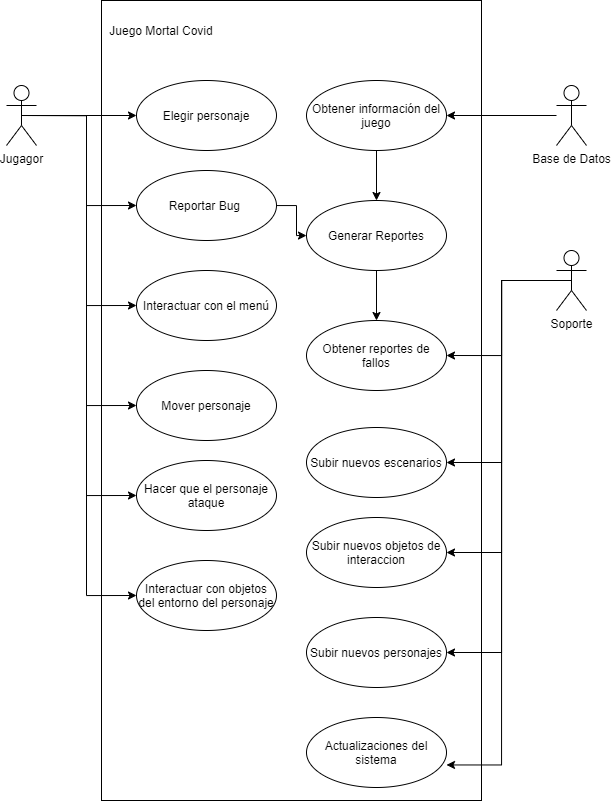 Juego Mortal Covid
Jugagor
Elegir personaje
Reportar Bug
Interactuar con el menú
Mover personaje
Hacer que el personaje
ataque
Interactuar con objetos
del entorno del personaje
Obtener información del
juego
Generar Reportes
Obtener reportes de
fallos
Subir nuevos escenarios
Subir nuevos objetos de
interaccion
Subir nuevos personajes
Actualizaciones del
sistema
Base de Datos
Soporte